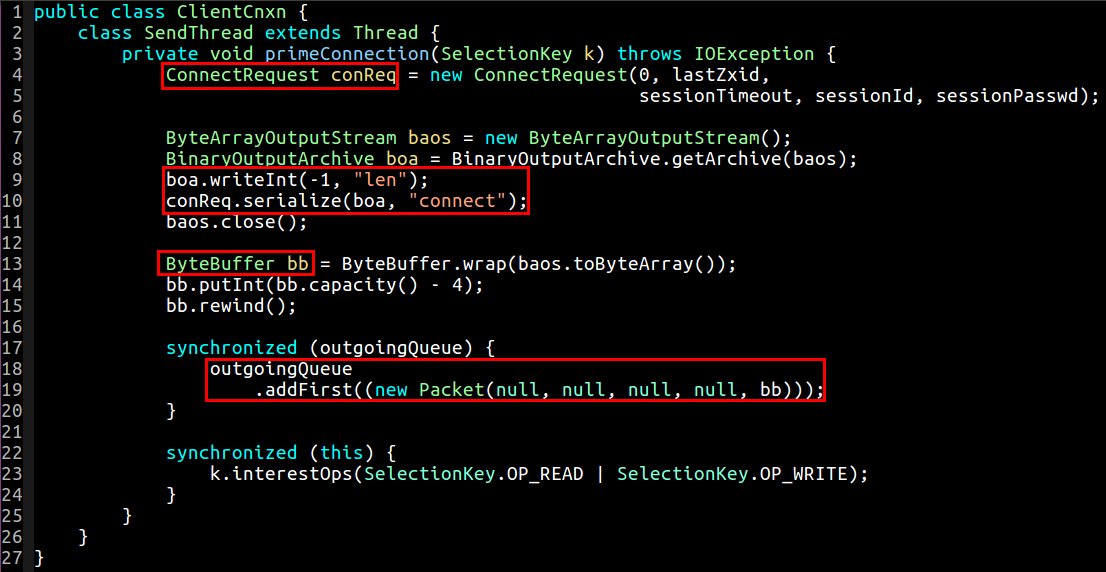 1 public class ClientCnxn {
2     class SendThread extends Thread {
3         private void primeConnection(SelectionKey k) throws IOException {
4             ConnectRequest conReq = new ConnectRequest(0, lastZxid,
5                                                        sessionTimeout, sessionId, sessionPasswd);
6
7             ByteArrayOutputStream baos = new ByteArrayOutputStream();
8             BinaryOutputArchive boa = BinaryOutputArchive.getArchive(baos);
9             boa.writeInt(-1, "len");
10             conReq.serialize(boa, "connect");
11             baos.close();
12
13             ByteBuffer bb = ByteBuffer.wrap(baos.toByteArray());
14             bb.putInt(bb.capacity() - 4);
15             bb.rewind();
16
17             synchronized (outgoingQueue) {
18                 outgoingQueue
19                     .addFirst((new Packet(null, null, null, null, bb)));
20             }
21
22             synchronized (this) {
23                 k.interestOps(SelectionKey.OP_READ | SelectionKey.OP_WRITE);
24             }
25         }
26     }
27 }